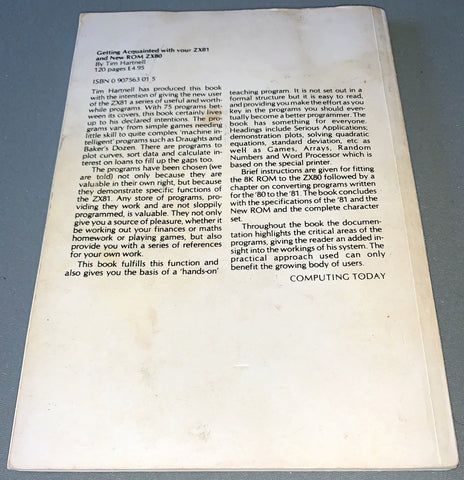 Getting Acquainted with your ZX81
and New ROM ZX80
By Tim Hartnell
120 pages £4.95
ISBN 0 907563 01 5
Tim Hartnell has produced this book
with the intention of giving the new user
of the ZX81 a series of useful and worth-
while programs. With 75 programs bet-
ween its covers, this book certainly lives
up to his declared intentions. The pro-
grams vary from simple games needing
little skill to quite complex 'machine in-
telligent' programs such as Draughts and
Baker's Dozen. There are programs to
plot curves, sort data and calculate in-
terest on loans to fill up the gaps too.
The programs have been chosen (we
are told) not only because they are
valuable in their own right, but because
they demonstrate specific functions of
the ZX81. Any store of programs, pro-
viding they work and are not sloppily
programmed, is valuable. They not only
give you a source of pleasure, whether it
be working out your finances or maths
homework or playing games, but also
provide you with a series of references
for your own work.
This book fulfills this function and
also gives you the basis of a 'hands-on'
teaching program. It is not set out in a
formal structure but it is easy to read,
and providing you make the effort as you
key in the programs you should even-
tually become a better programmer. The
book has something for everyone.
Headings include Serious Applications;
demonstration plots, solving quadratic
equations, standard deviation, etc as
well as Games, Arrays, Random
Numbers and Word Processor which is
based on the special printer.
Brief instructions are given for fitting
the 8K ROM to the ZX80 followed by a
chapter on converting programs written
for the '80 to the '81. The book concludes
with the specifications of the '81 and the
New ROM and the complete character
set.
Throughout the book the documen-
tation highlights the critical areas of the
programs, giving the reader an added in-
sight into the workings of his system. The
practical approach used can only
benefit the growing body of users.
COMPUTING TODAY